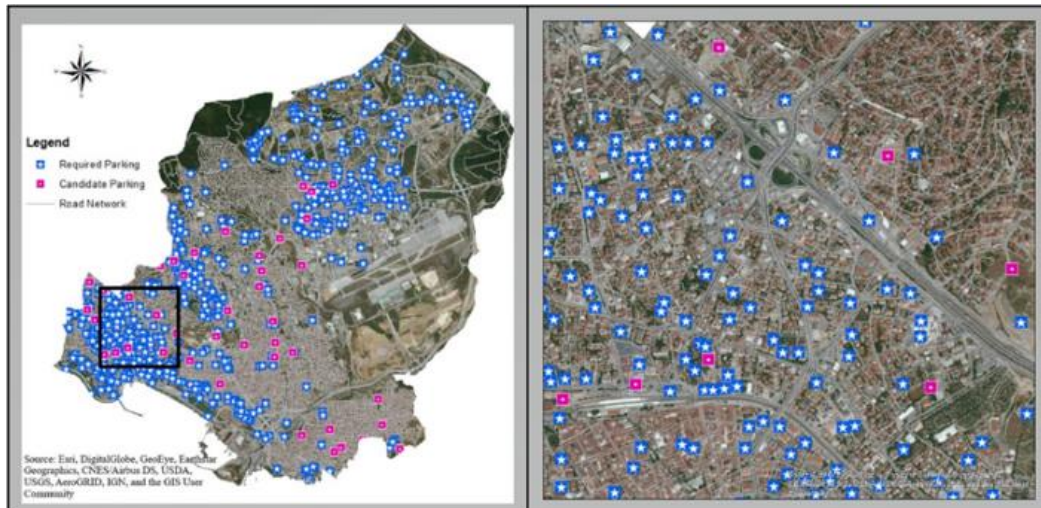 Legend
Required Parking
Candidate Parking
Road Network
Source: Esri, DigitalGlobe, GeoEye, Earthstar
Geographics, CNES/Airbus DS, USDA,
USGS, AeroGRID, IGN, and the GIS User
Community